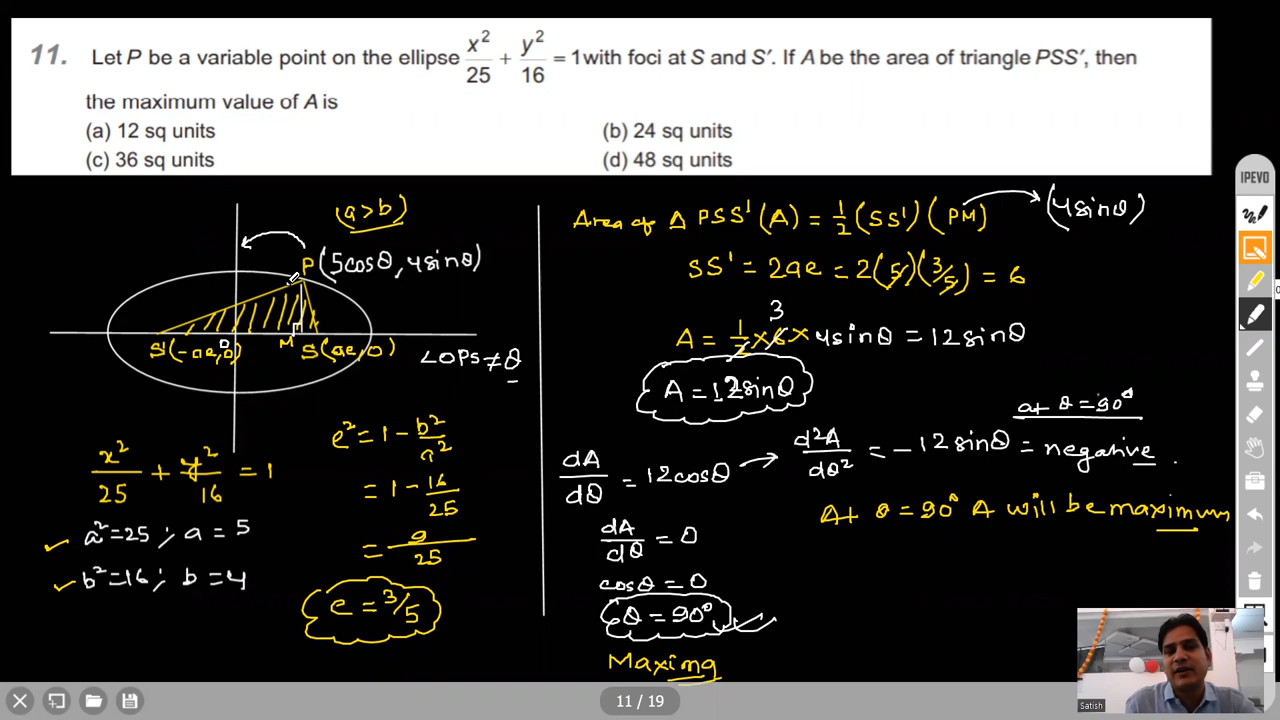 11. Let P be a variable point on the ellipse x²/25 + y²/16 = 1 with foci at S and S′. If A be the area of triangle PSS′, then
the maximum value of A is
(a) 12 sq units (b) 24 sq units
(c) 36 sq units (d) 48 sq units
(a>b)
P (5cosθ, 4sinθ)
S'(-ae,0) O M S(ae,0)
∠OPS ≠ θ
x²/25 + y²/16 = 1
a²=25 ; a = 5
b²=16; b = 4
e² = 1 - b²/a²
= 1 - 16/25
= 9/25
e = 3/5
Area of Δ PSS' (A) = 1/2 (SS') (PM) (4sinθ)
SS' = 2ae = 2(5)(3/5) = 6
3
A = 1/2 × 6 × 4sinθ = 12sinθ
A = 12sinθ
at θ = 90°
dA/dθ = 12cosθ → d²A/dθ² = -12sinθ = negative.
At θ = 90° A will be maximum
dA/dθ = 0
cosθ = 0
θ = 90°
Maxima
IPEVO
11 / 19
Satish